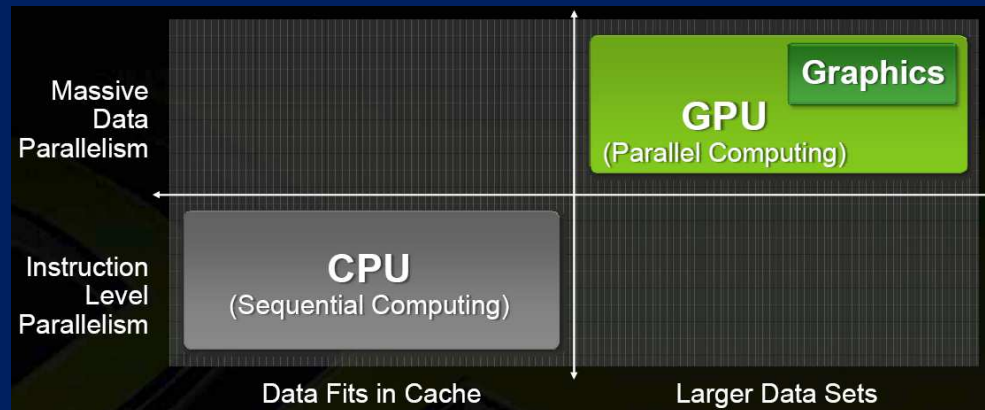 Massive
Data
Parallelism
Graphics
GPU
(Parallel Computing)
Instruction
Level
Parallelism
CPU
(Sequential Computing)
Data Fits in Cache
Larger Data Sets